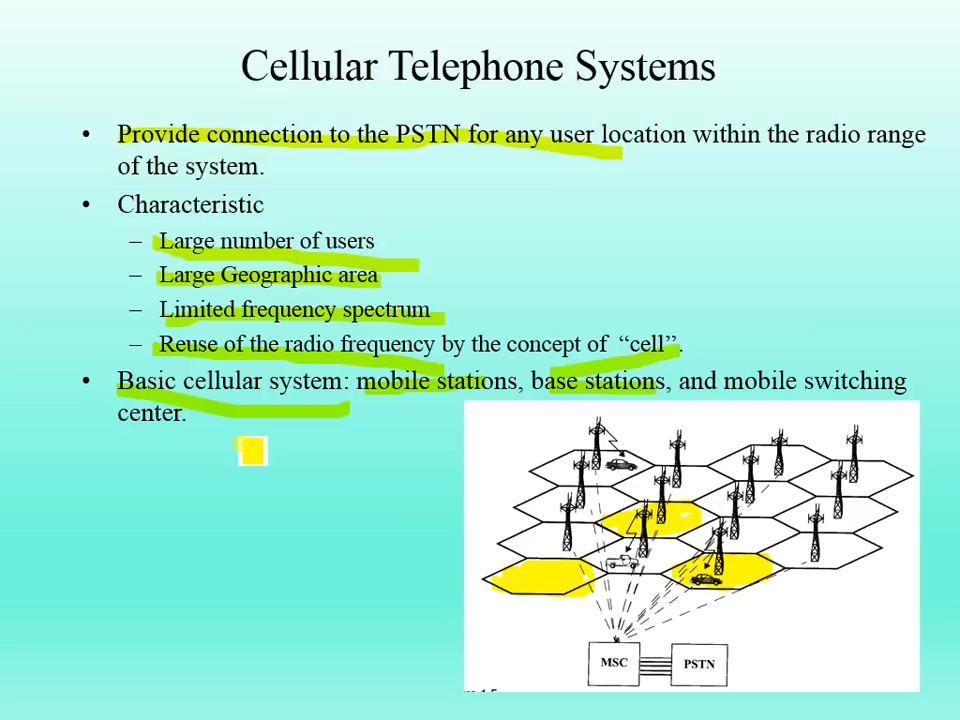 Cellular Telephone Systems
• Provide connection to the PSTN for any user location within the radio range
of the system.
• Characteristic
– Large number of users
– Large Geographic area
– Limited frequency spectrum
– Reuse of the radio frequency by the concept of “cell”.
• Basic cellular system: mobile stations, base stations, and mobile switching
center.
MSC
PSTN